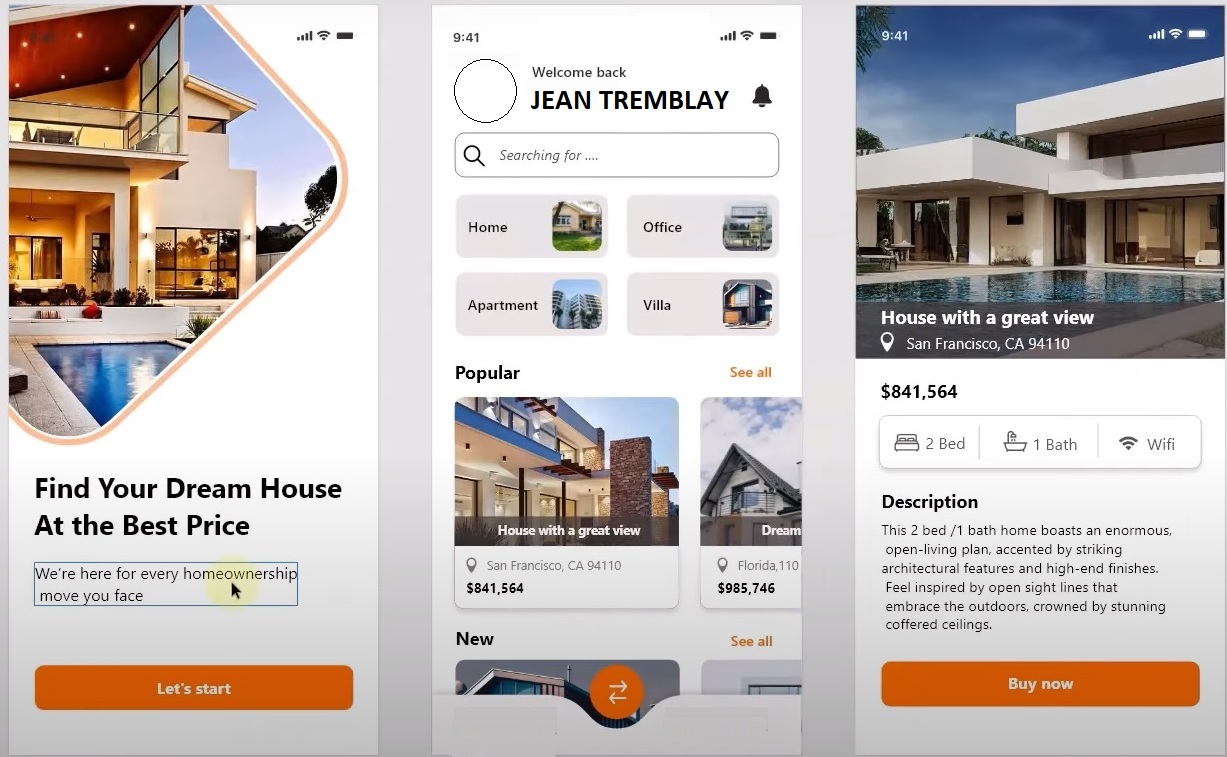 Find Your Dream House
At the Best Price
We're here for every homeownership
move you face
Let's start
9:41
Welcome back
JEAN TREMBLAY
Searching for ....
Home
Office
Apartment
Villa
Popular
See all
House with a great view
San Francisco, CA 94110
$841,564
Dream
Florida,110
$985,746
New
See all
9:41
House with a great view
San Francisco, CA 94110
$841,564
2 Bed
1 Bath
Wifi
Description
This 2 bed /1 bath home boasts an enormous,
open-living plan, accented by striking
architectural features and high-end finishes.
Feel inspired by open sight lines that
embrace the outdoors, crowned by stunning
coffered ceilings.
Buy now